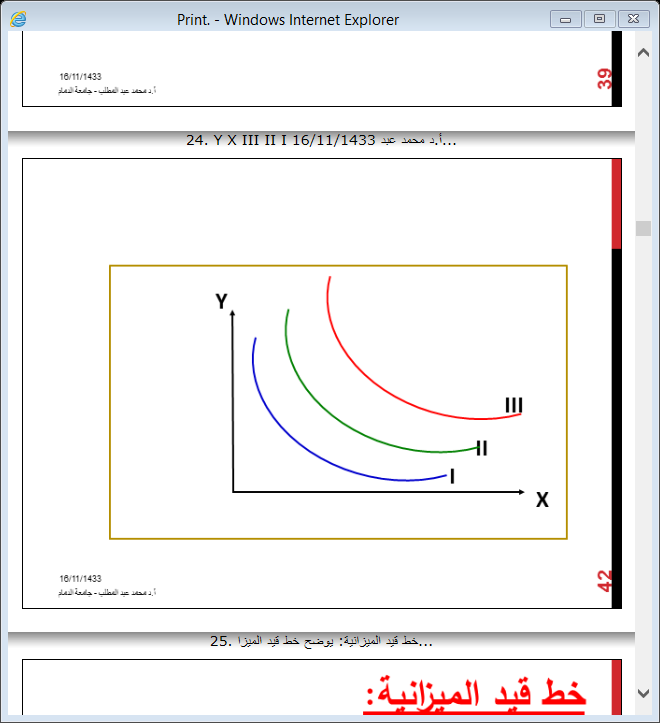 Print. - Windows Internet Explorer
39
16/11/1433
أ.د محمد عبد المطلب - جامعة الدمام
24. Y X III II I 16/11/1433 أ.د محمد عبد...
Y
III
II
I
X
42
16/11/1433
أ.د محمد عبد المطلب - جامعة الدمام
25. خط قيد الميزانية: يوضح خط قيد الميزا...
خط قيد الميزانية: